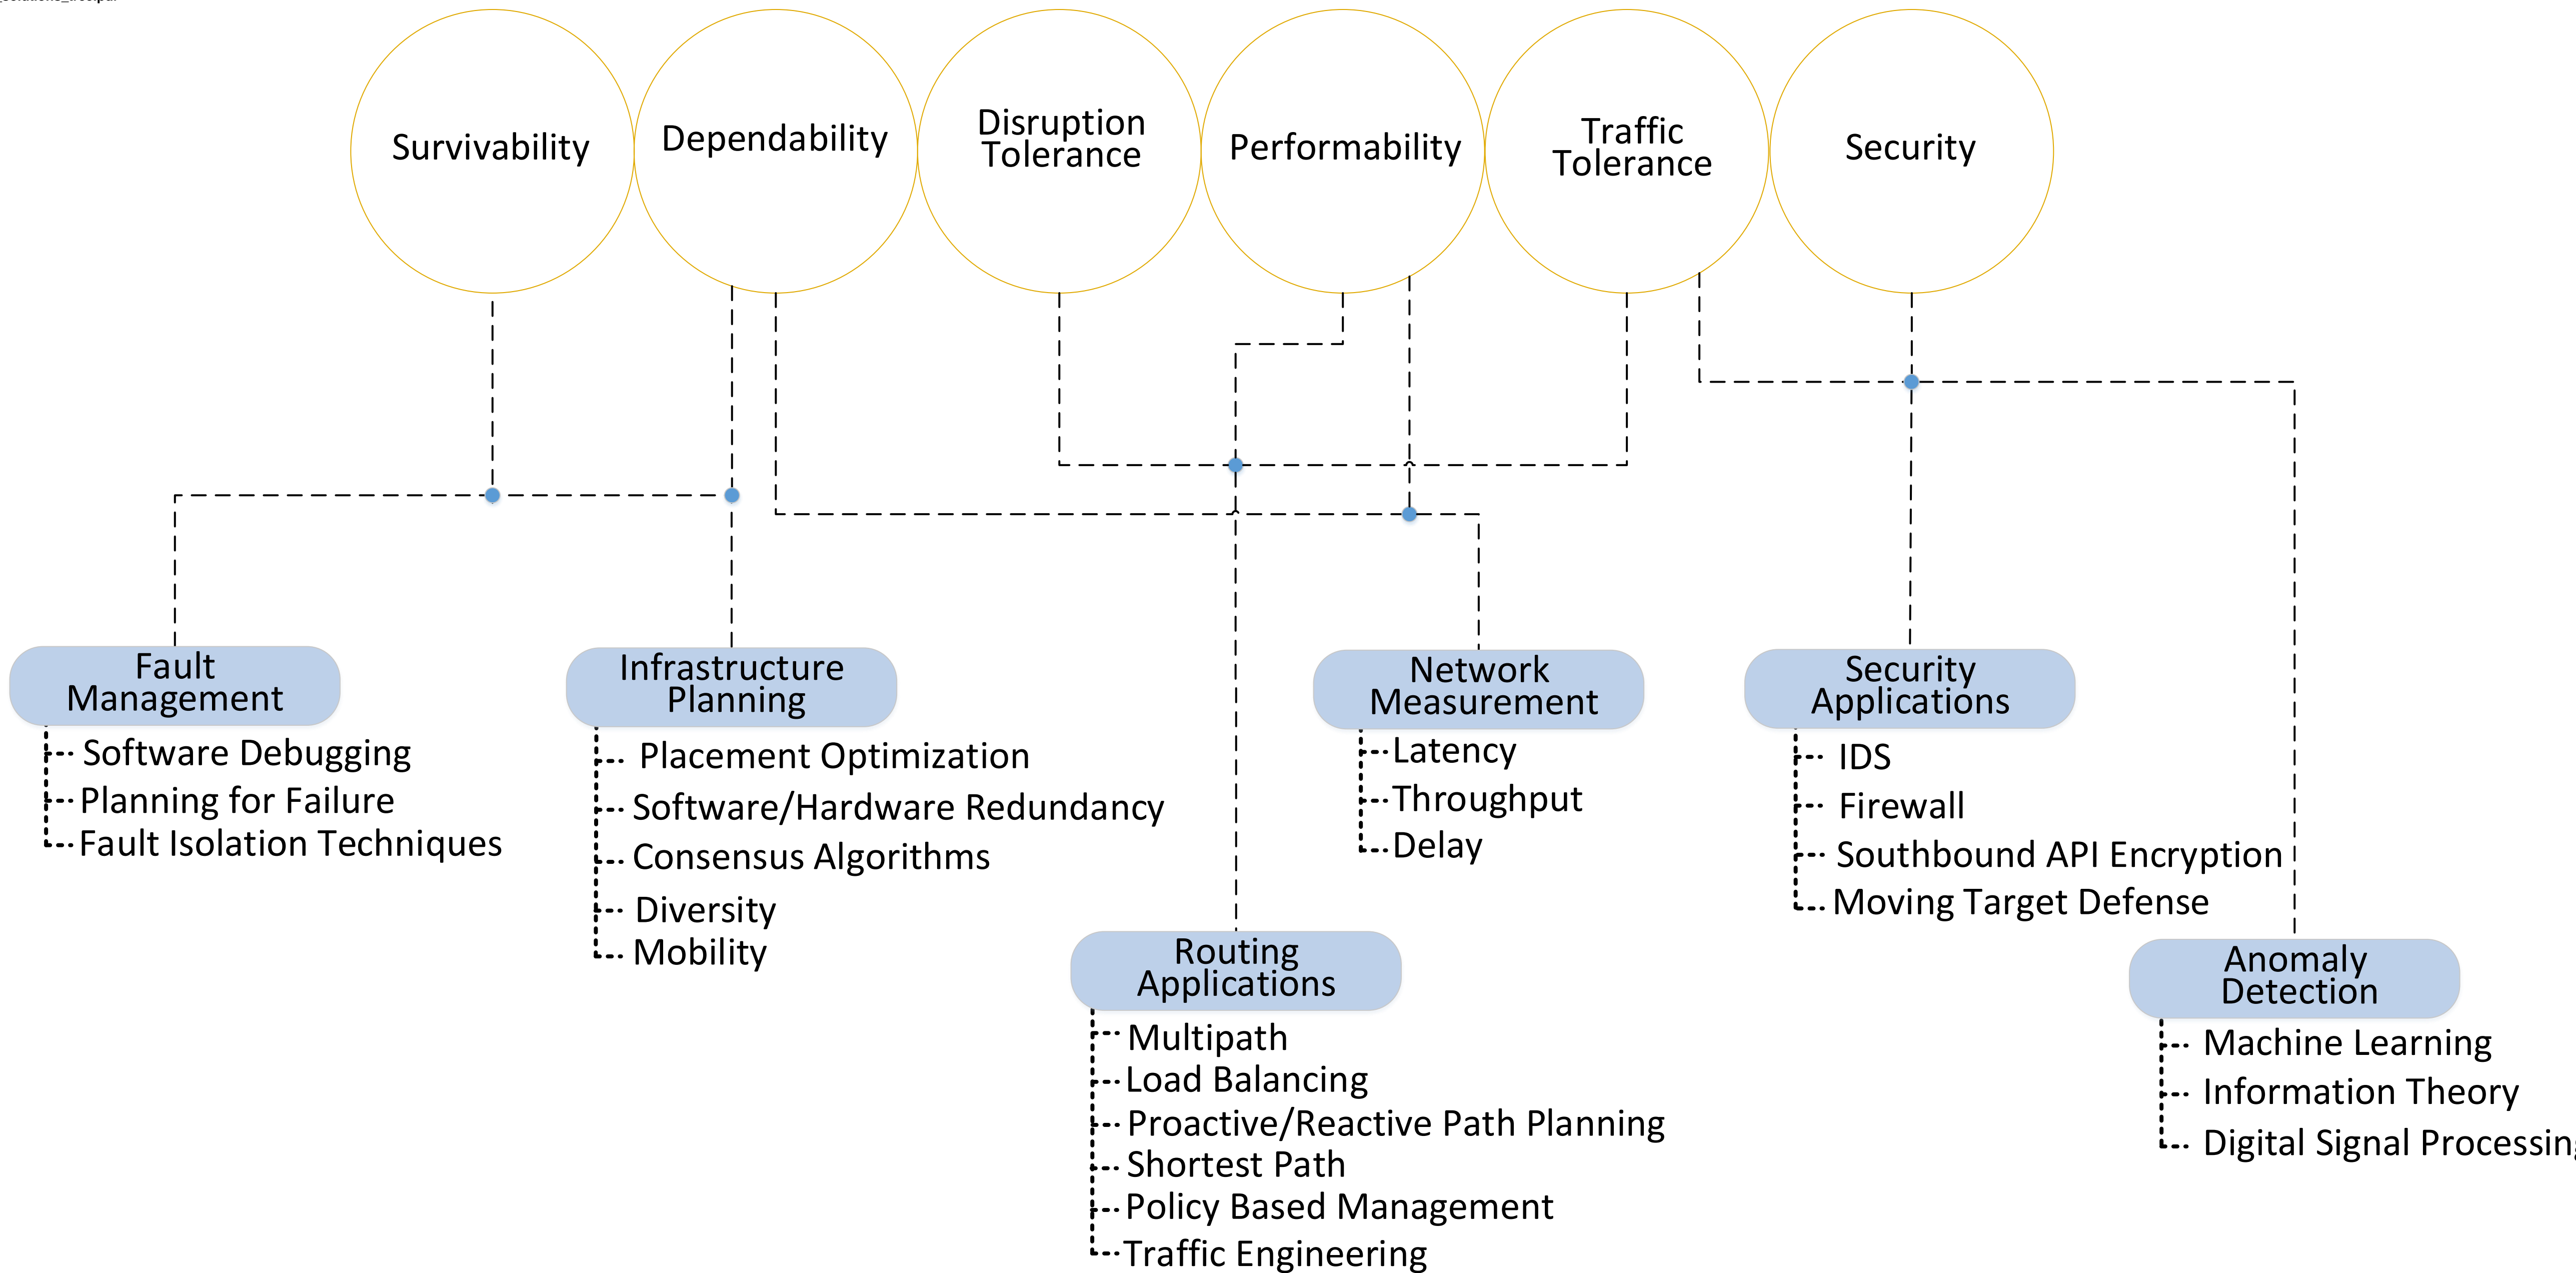 Survivability
Dependability
Disruption
Tolerance
Performability
Traffic
Tolerance
Security
Fault
Management
Software Debugging
Planning for Failure
Fault Isolation Techniques
Infrastructure
Planning
Placement Optimization
Software/Hardware Redundancy
Consensus Algorithms
Diversity
Mobility
Network
Measurement
Latency
Throughput
Delay
Security
Applications
IDS
Firewall
Southbound API Encryption
Moving Target Defense
Routing
Applications
Multipath
Load Balancing
Proactive/Reactive Path Planning
Shortest Path
Policy Based Management
Traffic Engineering
Anomaly
Detection
Machine Learning
Information Theory
Digital Signal Processing